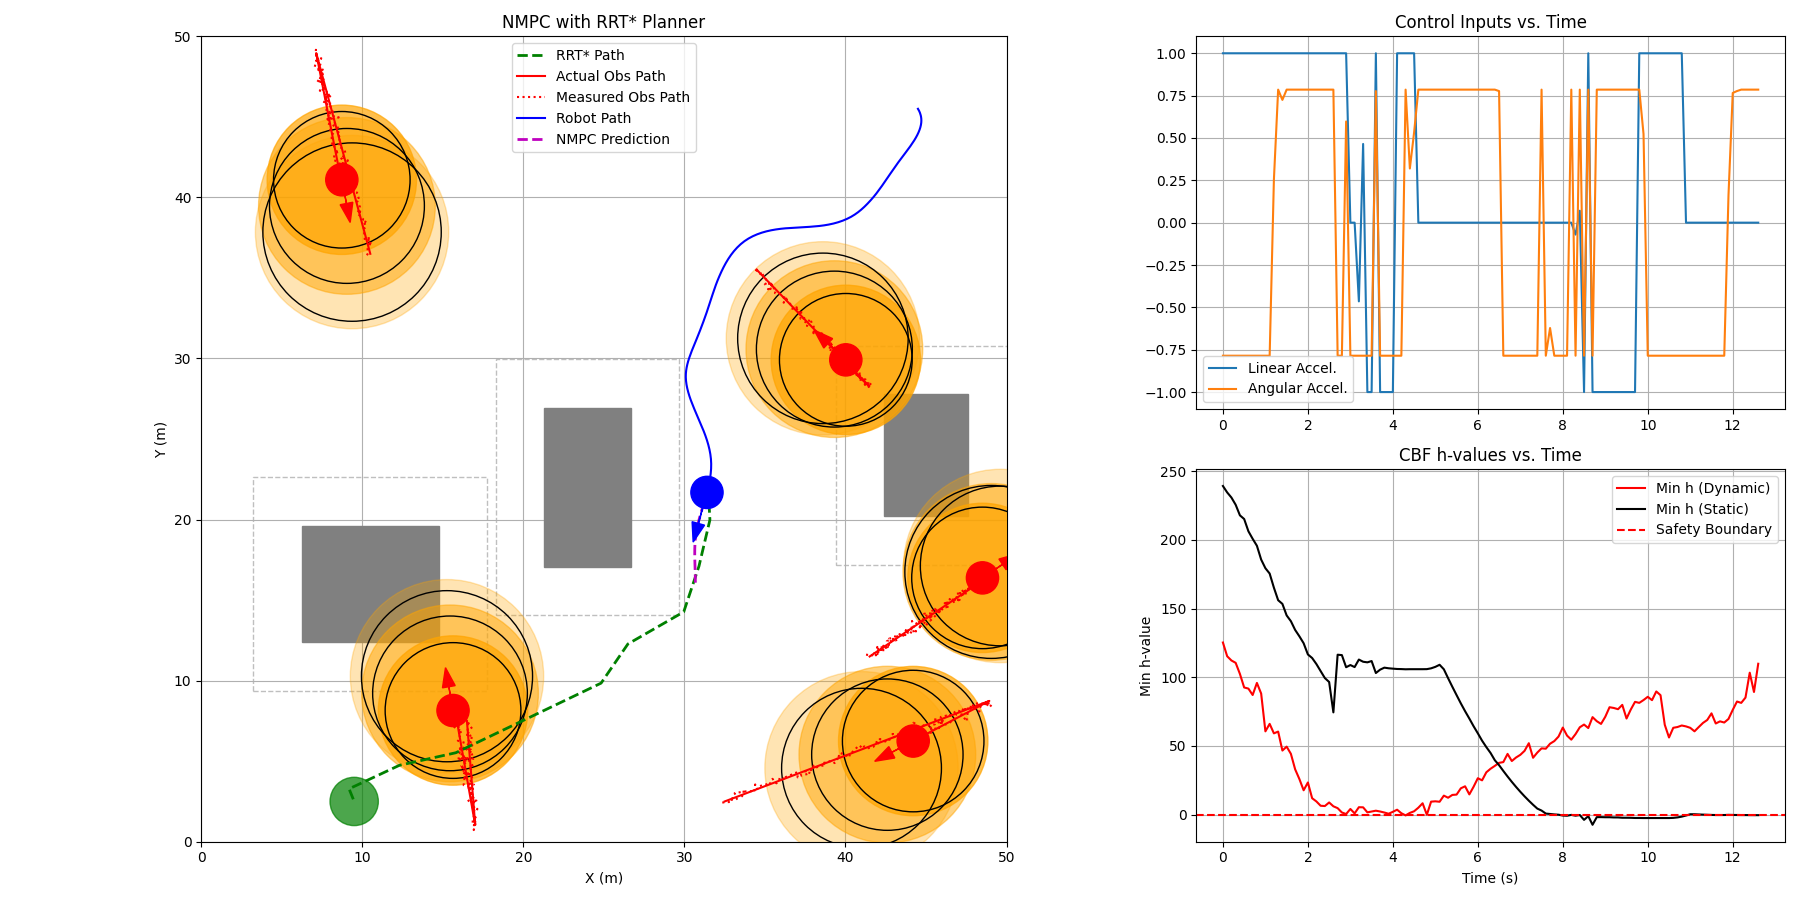 NMPC with RRT* Planner
RRT* Path
Actual Obs Path
Measured Obs Path
Robot Path
NMPC Prediction
50
40
30
20
10
0
Y (m)
0 10 20 30 40 50
X (m)
Control Inputs vs. Time
1.00
0.75
0.50
0.25
0.00
−0.25
−0.50
−0.75
−1.00
Linear Accel.
Angular Accel.
0 2 4 6 8 10 12
CBF h-values vs. Time
Min h (Dynamic)
Min h (Static)
Safety Boundary
250
200
150
100
50
0
Min h-value
0 2 4 6 8 10 12
Time (s)